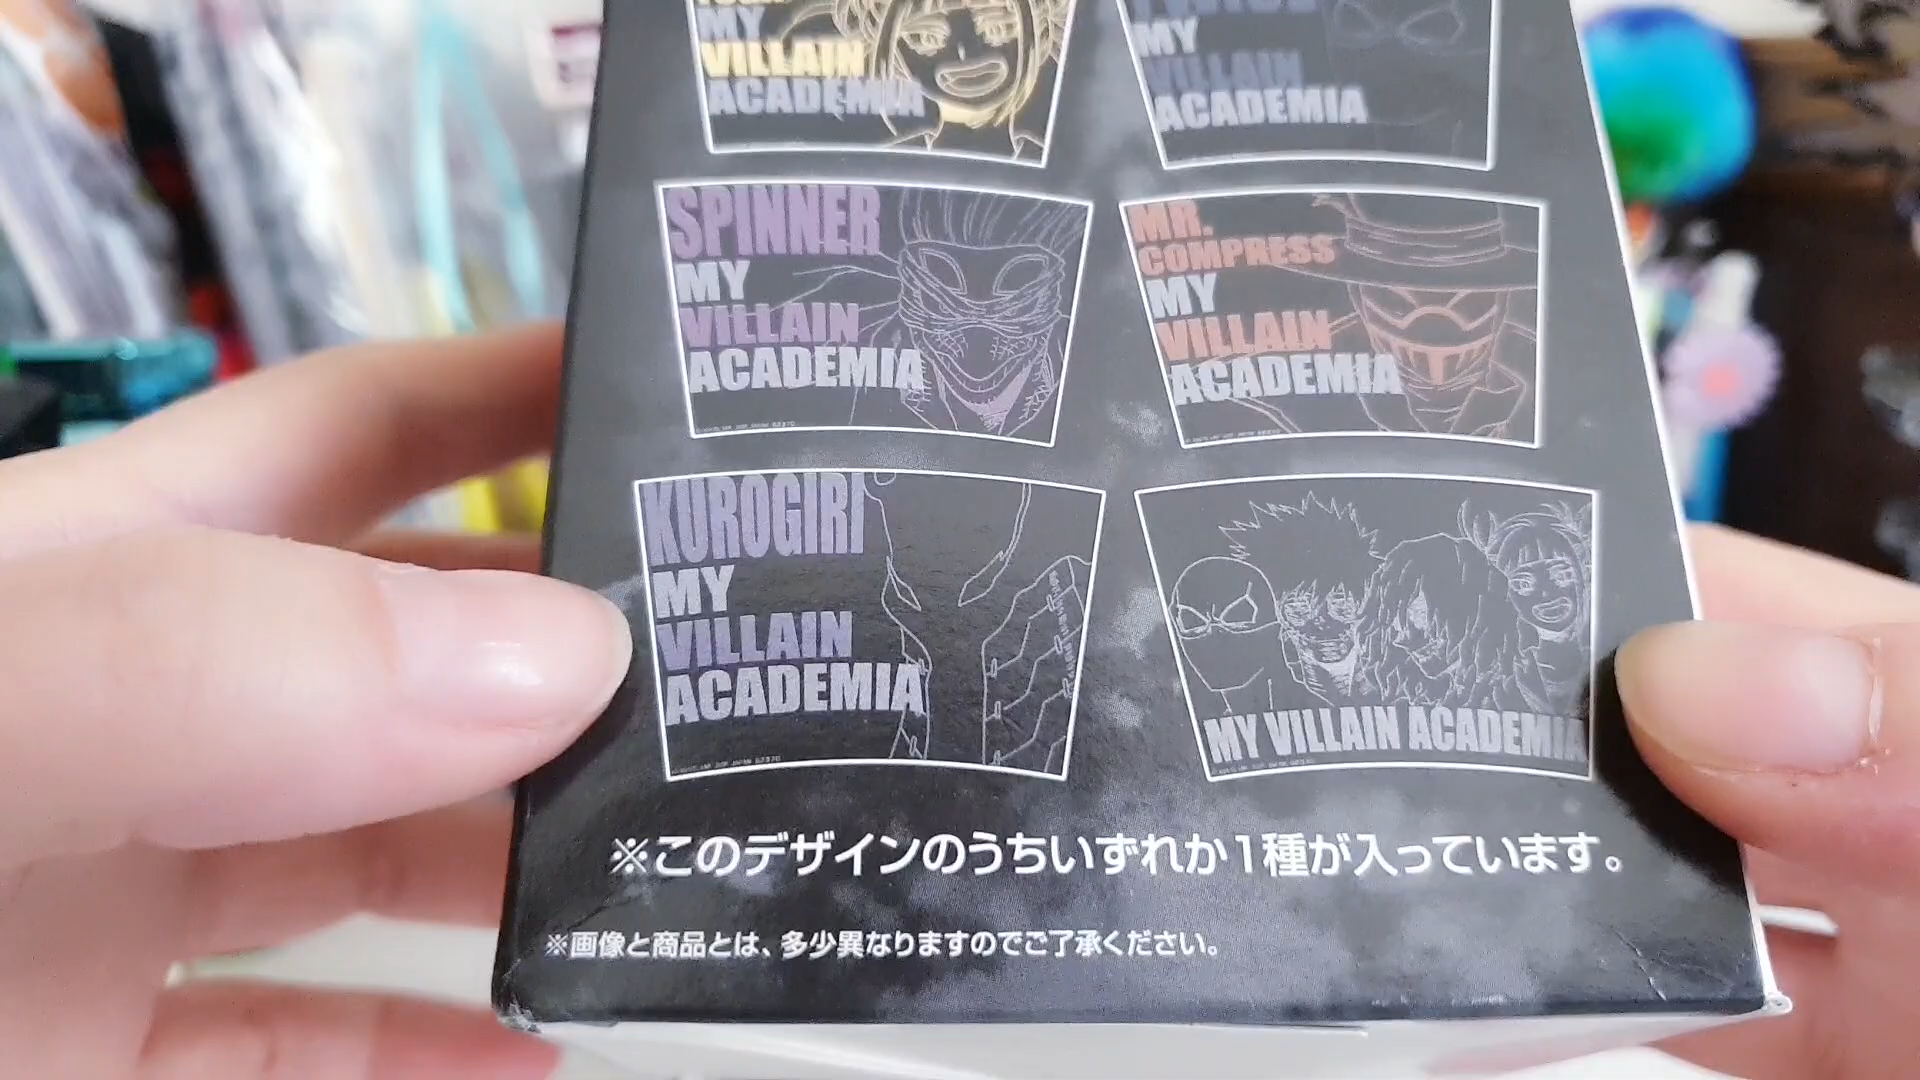 MY
VILLAIN
ACADEMIA
MY
VILLAIN
ACADEMIA
SPINNER
MY
VILLAIN
ACADEMIA
MR.
COMPRESS
MY
VILLAIN
ACADEMIA
KUROGIRI
MY
VILLAIN
ACADEMIA
MY VILLAIN ACADEMIA
※このデザインのうちいずれか1種が入っています。
※画像と商品とは、多少異なりますのでご了承ください。